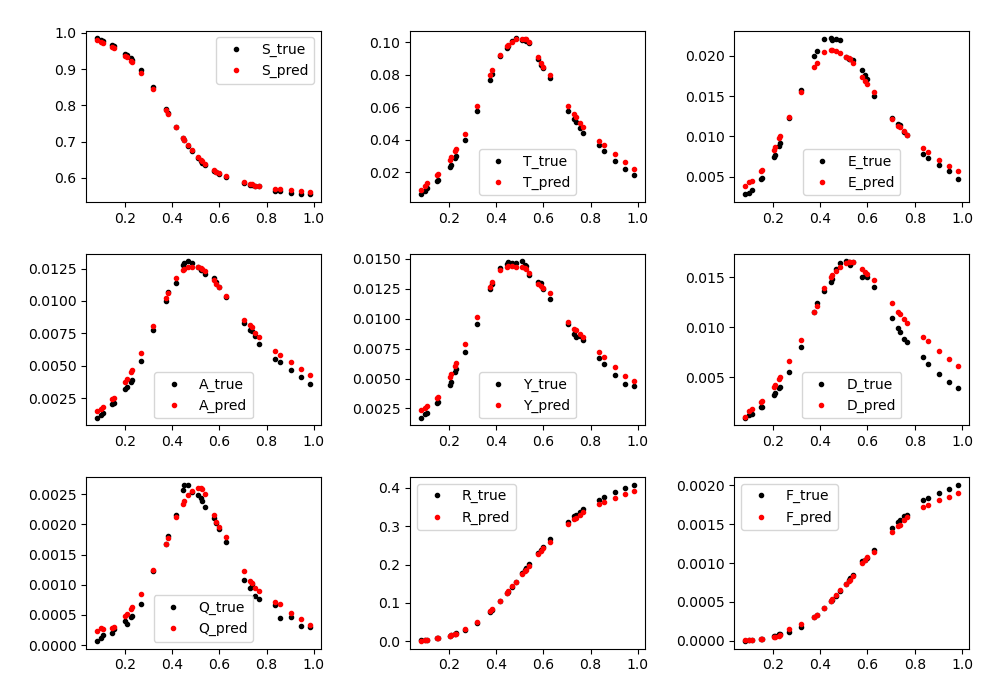 1.0
0.9
0.8
0.7
0.6
S_true
S_pred
0.2 0.4 0.6 0.8 1.0
0.10
0.08
0.06
0.04
0.02
T_true
T_pred
0.2 0.4 0.6 0.8 1.0
0.020
0.015
0.010
0.005
E_true
E_pred
0.2 0.4 0.6 0.8 1.0
0.0125
0.0100
0.0075
0.0050
0.0025
A_true
A_pred
0.2 0.4 0.6 0.8 1.0
0.0150
0.0125
0.0100
0.0075
0.0050
0.0025
Y_true
Y_pred
0.2 0.4 0.6 0.8 1.0
0.015
0.010
0.005
D_true
D_pred
0.2 0.4 0.6 0.8 1.0
0.0025
0.0020
0.0015
0.0010
0.0005
0.0000
Q_true
Q_pred
0.2 0.4 0.6 0.8 1.0
0.4
0.3
0.2
0.1
0.0
R_true
R_pred
0.2 0.4 0.6 0.8 1.0
0.0020
0.0015
0.0010
0.0005
0.0000
F_true
F_pred
0.2 0.4 0.6 0.8 1.0